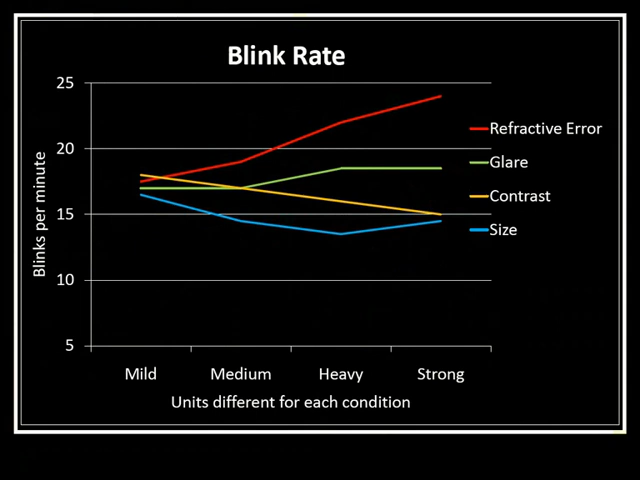 Blink Rate
25
20
15
10
5
Blinks per minute
Mild Medium Heavy Strong
Units different for each condition
Refractive Error
Glare
Contrast
Size